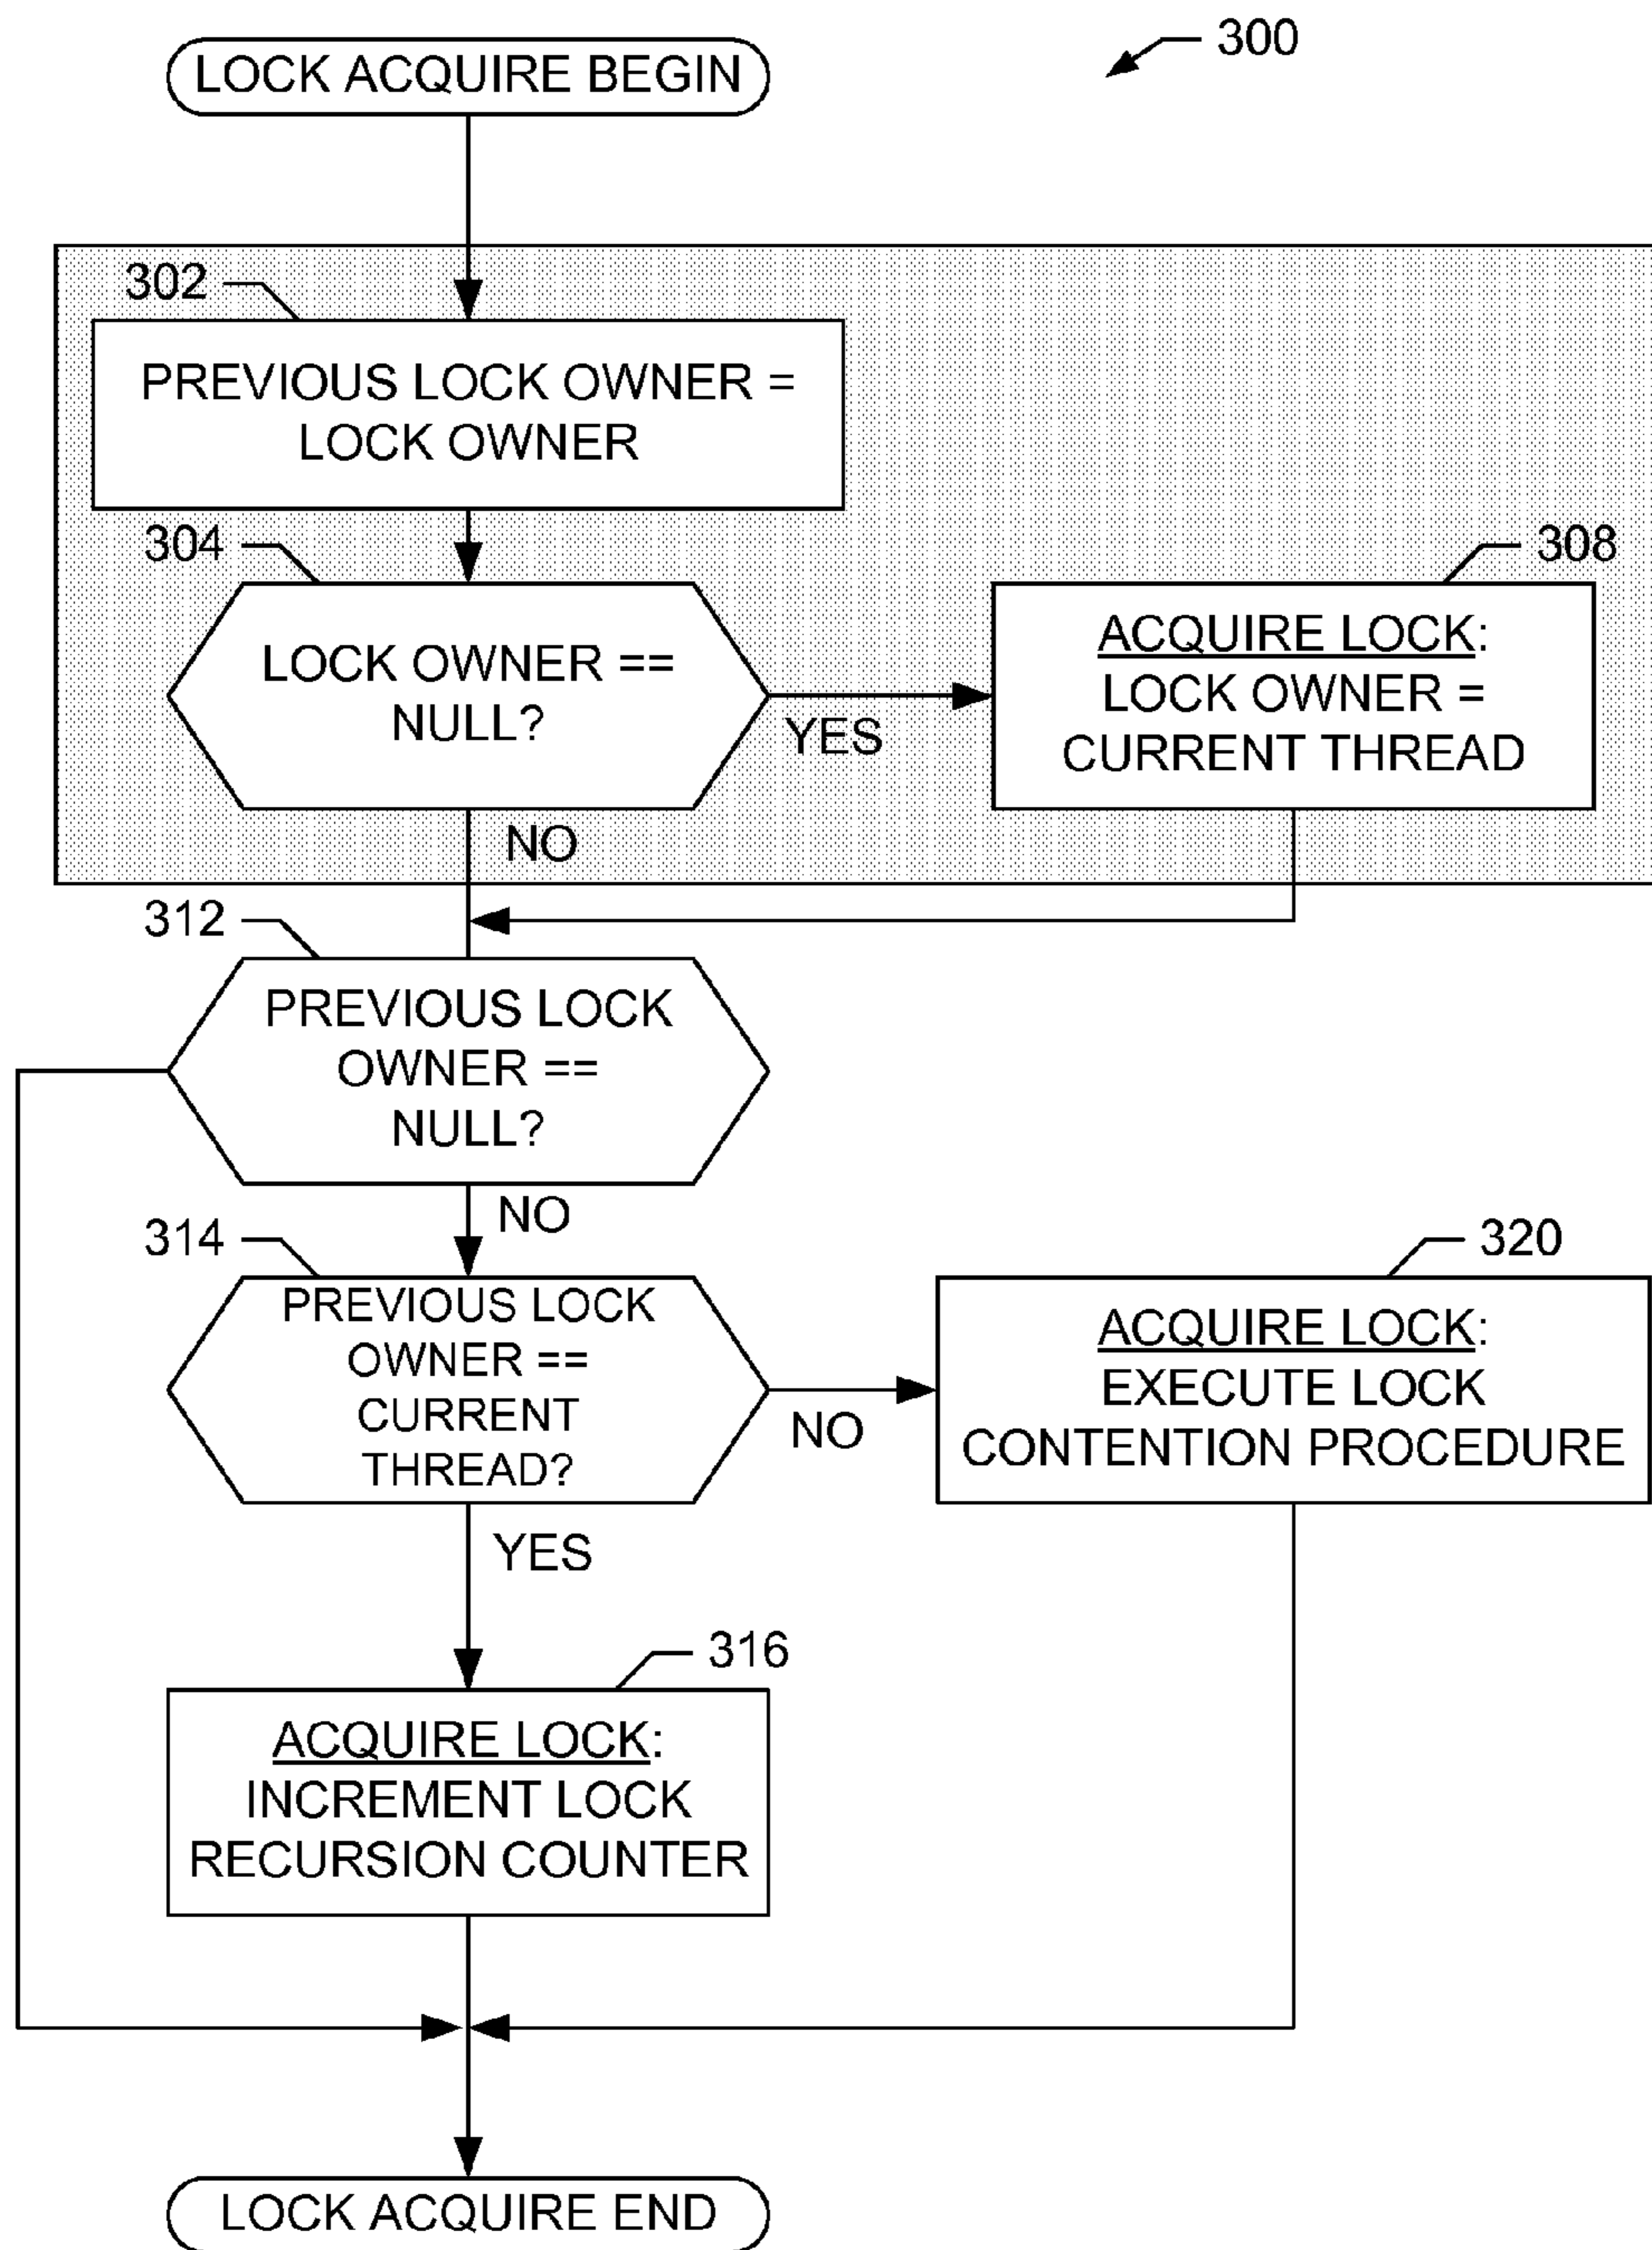 LOCK ACQUIRE BEGIN
300
302
PREVIOUS LOCK OWNER =
LOCK OWNER
304
LOCK OWNER ==
NULL?
YES
308
ACQUIRE LOCK:
LOCK OWNER =
CURRENT THREAD
NO
312
PREVIOUS LOCK
OWNER ==
NULL?
NO
314
PREVIOUS LOCK
OWNER ==
CURRENT
THREAD?
NO
320
ACQUIRE LOCK:
EXECUTE LOCK
CONTENTION PROCEDURE
YES
316
ACQUIRE LOCK:
INCREMENT LOCK
RECURSION COUNTER
LOCK ACQUIRE END